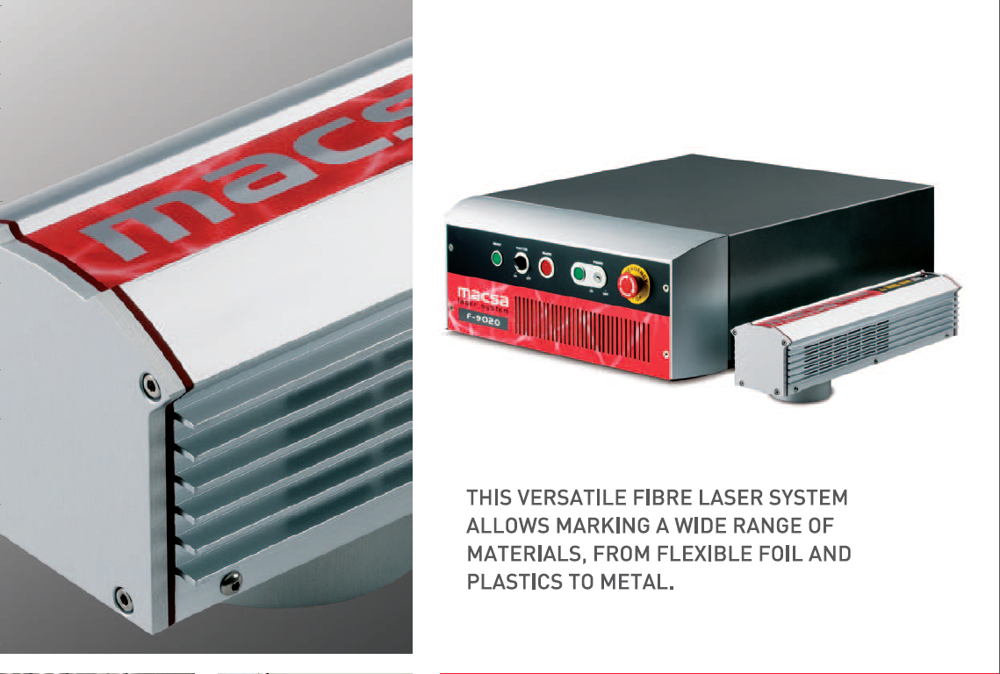 macs
macsa
laser system
F-9020
THIS VERSATILE FIBRE LASER SYSTEM
ALLOWS MARKING A WIDE RANGE OF
MATERIALS, FROM FLEXIBLE FOIL AND
PLASTICS TO METAL.